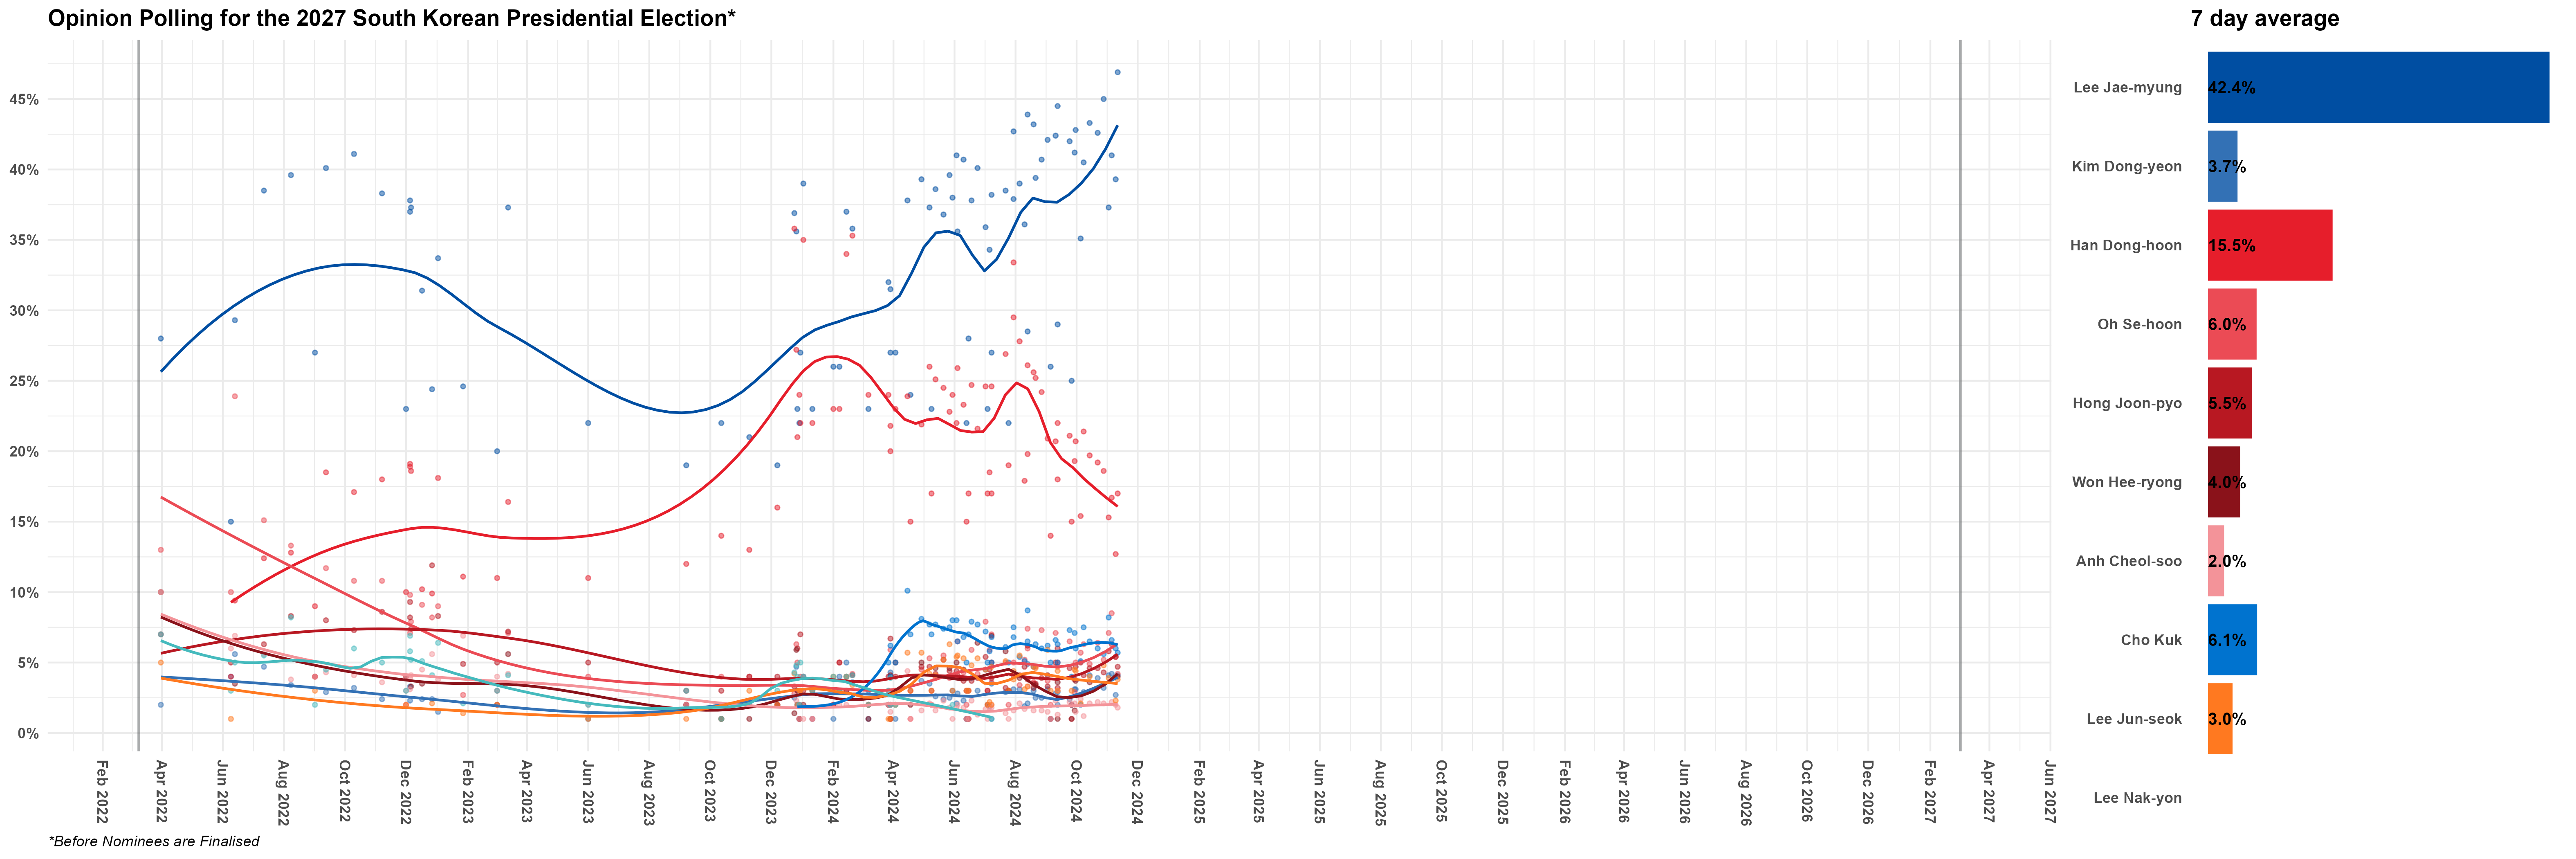 Opinion Polling for the 2027 South Korean Presidential Election*
7 day average
45%
40%
35%
30%
25%
20%
15%
10%
5%
0%
Feb 2022
Apr 2022
Jun 2022
Aug 2022
Oct 2022
Dec 2022
Feb 2023
Apr 2023
Jun 2023
Aug 2023
Oct 2023
Dec 2023
Feb 2024
Apr 2024
Jun 2024
Aug 2024
Oct 2024
Dec 2024
Feb 2025
Apr 2025
Jun 2025
Aug 2025
Oct 2025
Dec 2025
Feb 2026
Apr 2026
Jun 2026
Aug 2026
Oct 2026
Dec 2026
Feb 2027
Apr 2027
Jun 2027
*Before Nominees are Finalised
Lee Jae-myung 42.4%
Kim Dong-yeon 3.7%
Han Dong-hoon 15.5%
Oh Se-hoon 6.0%
Hong Joon-pyo 5.5%
Won Hee-ryong 4.0%
Anh Cheol-soo 2.0%
Cho Kuk 6.1%
Lee Jun-seok 3.0%
Lee Nak-yon